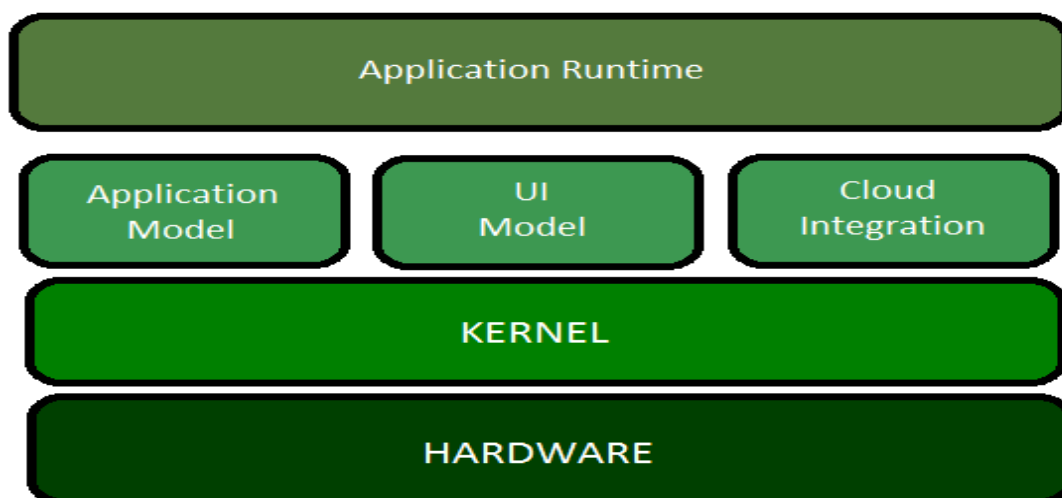 Application Runtime
Application
Model
UI
Model
Cloud
Integration
KERNEL
HARDWARE